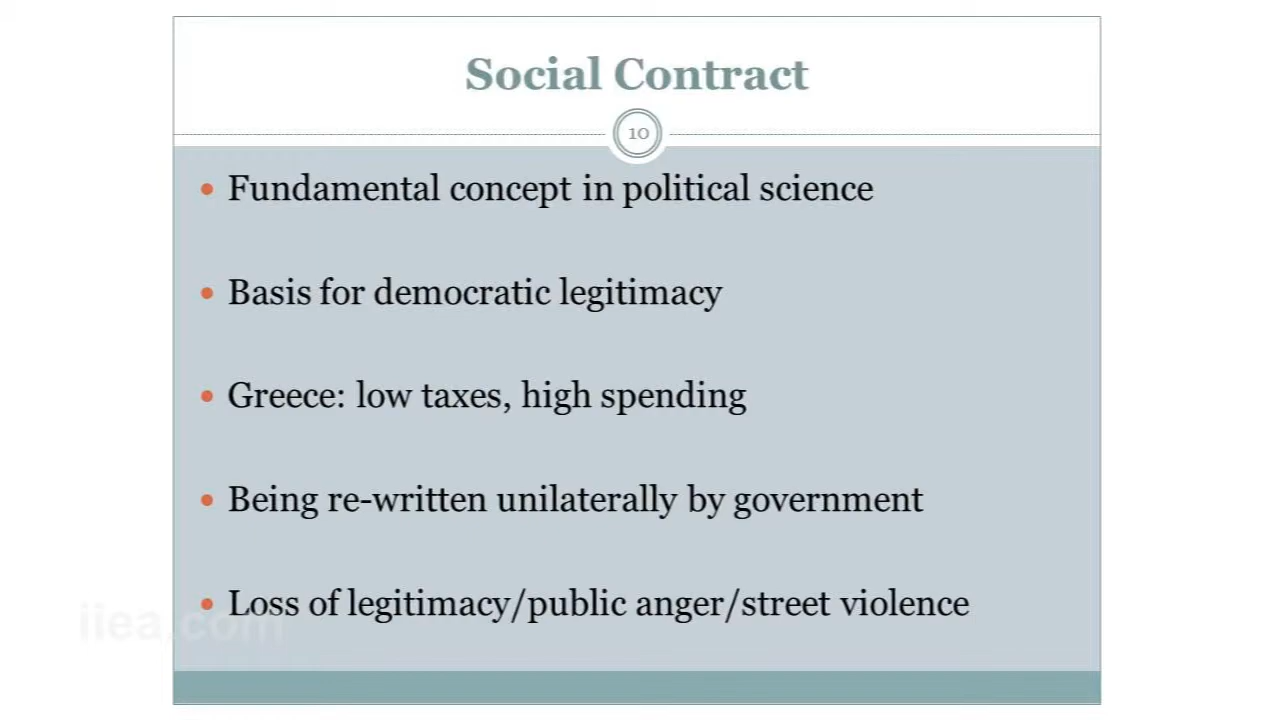 Social Contract
10
• Fundamental concept in political science
• Basis for democratic legitimacy
• Greece: low taxes, high spending
• Being re-written unilaterally by government
• Loss of legitimacy/public anger/street violence
iiea.com